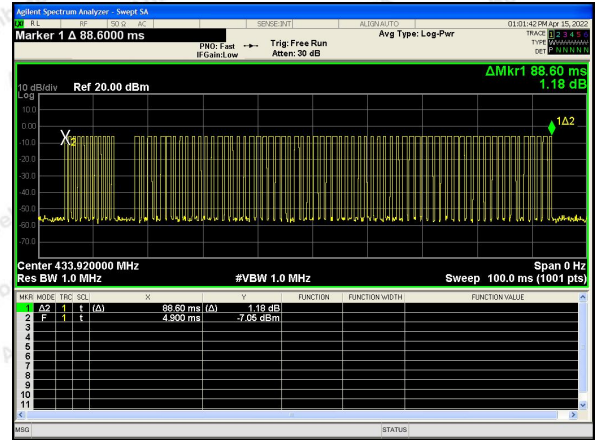 Agilent Spectrum Analyzer - Swept SA
RL RF 50 Ω AC SENSE:INT ALIGN AUTO 01:01:42 PM Apr 15, 2022
Marker 1 Δ 88.6000 ms
PNO: Fast Trig: Free Run
IFGain:Low Atten: 30 dB
Avg Type: Log-Pwr
TRACE 1 2 3 4 5 6
TYPE
DET P N N N N N
ΔMkr1 88.60 ms
1.18 dB
10 dB/div Ref 20.00 dBm
Log
10.0
0.00
-10.0
-20.0
-30.0
-40.0
-50.0
-60.0
-70.0
X2
1Δ2
Center 433.920000 MHz Span 0 Hz
Res BW 1.0 MHz #VBW 1.0 MHz Sweep 100.0 ms (1001 pts)
MKR MODE TRC SCL X Y FUNCTION FUNCTION WIDTH FUNCTION VALUE
1 Δ2 1 t (Δ) 88.60 ms (Δ) 1.18 dB
2 F 1 t 4.900 ms -7.05 dBm
3
4
5
6
7
8
9
10
11
MSG STATUS